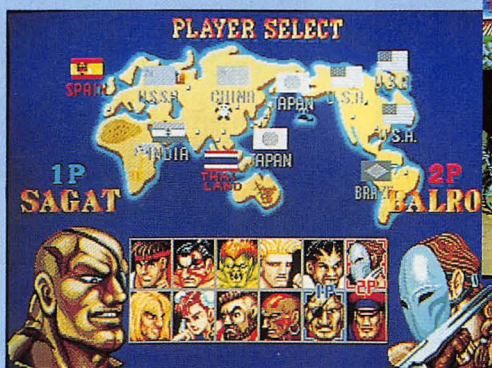 PLAYER SELECT
SPAIN
U.S.S.R.
CHINA
JAPAN
U.S.A.
U.S.A.
U.S.A.
INDIA
THAI
LAND
JAPAN
BRAZIL
1P
SAGAT
2P
BALRO
1P
2P